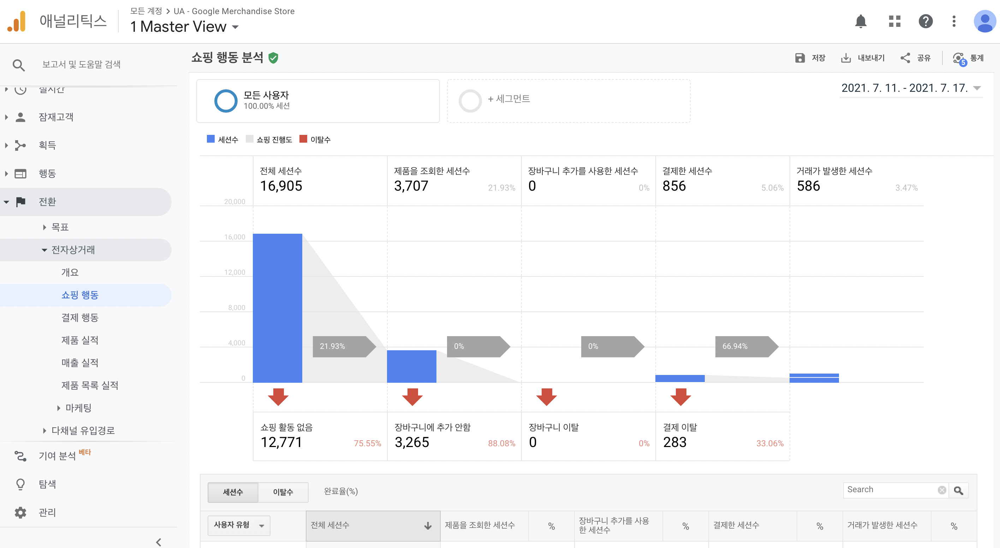 애널리틱스
모든 계정 > UA - Google Merchandise Store
1 Master View
보고서 및 도움말 검색
실시간
잠재고객
획득
행동
전환
목표
전자상거래
개요
쇼핑 행동
결제 행동
제품 실적
매출 실적
제품 목록 실적
마케팅
다채널 유입경로
기여 분석 베타
탐색
관리
쇼핑 행동 분석
저장
내보내기
공유
5
통계
모든 사용자
100.00% 세션
+ 세그먼트
2021. 7. 11. - 2021. 7. 17.
세션수
쇼핑 진행도
이탈수
전체 세션수
16,905
제품을 조회한 세션수
3,707 21.93%
장바구니 추가를 사용한 세션수
0 0%
결제한 세션수
856 5.06%
거래가 발생한 세션수
586 3.47%
20,000
16,000
12,000
8,000
4,000
0
21.93%
0%
0%
66.94%
쇼핑 활동 없음
12,771 75.55%
장바구니에 추가 안함
3,265 88.08%
장바구니 이탈
0 0%
결제 이탈
283 33.06%
세션수
이탈수
완료율(%)
Search
사용자 유형
전체 세션수
제품을 조회한 세션수
%
장바구니 추가를 사용
한 세션수
%
결제한 세션수
%
거래가 발생한 세션수
%